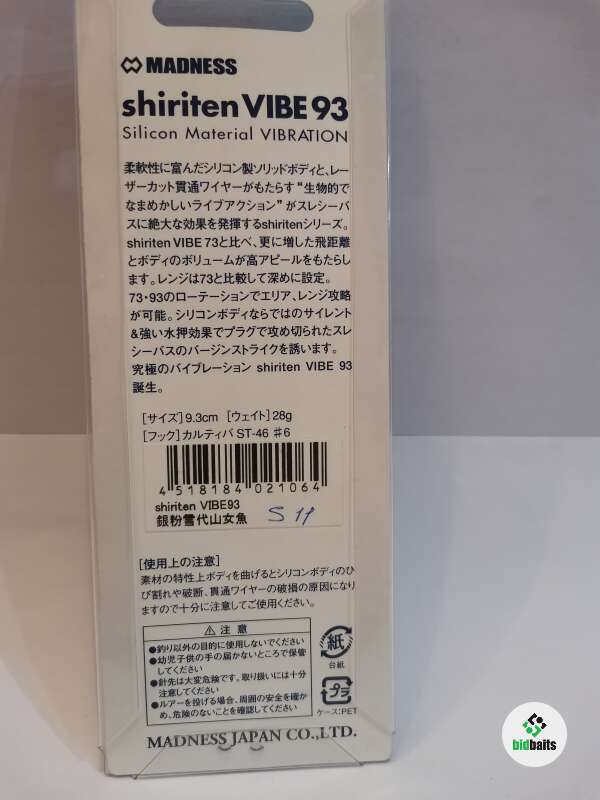 MADNESS
shiriten VIBE 93
Silicon Material VIBRATION
柔軟性に富んだシリコン製ソリッドボディと、レー
ザーカット貫通ワイヤーがもたらす“生物的で
なまめかしいライブアクション”がスレシーバ
スに絶大な効果を発揮するshiritenシリーズ。
shiriten VIBE 73と比べ、更に増した飛距離
とボディのボリュームが高アピールをもたらし
ます。レンジは73と比較して深めに設定。
73・93のローテーションでエリア、レンジ攻略
が可能。シリコンボディならではのサイレント
&強い水押効果でプラグで攻め切られたスレ
シーバスのバージンストライクを誘います。
究極のバイブレーション shiriten VIBE 93
誕生。
[サイズ] 9.3cm [ウェイト] 28g
[フック] カルティバ ST-46 #6
4 518184 021064
shiriten VIBE93
銀粉雪代山女魚 S 11
[使用上の注意]
素材の特性上ボディを曲げるとシリコンボディのひ
び割れや破断、貫通ワイヤーの破損の原因になり
ますので十分に注意してご使用ください。
⚠ 注意
●釣り以外の目的に使用しないでください
●幼児子供の手の届かないところで保管
してください
●針先は大変危険です。取り扱いには十分
注意してください
●ルアーを投げる場合、周囲の安全を確か
め、危険のないことを確認してください
紙
台紙
プラ
ケース:PET
MADNESS JAPAN CO.,LTD.
bidbaits